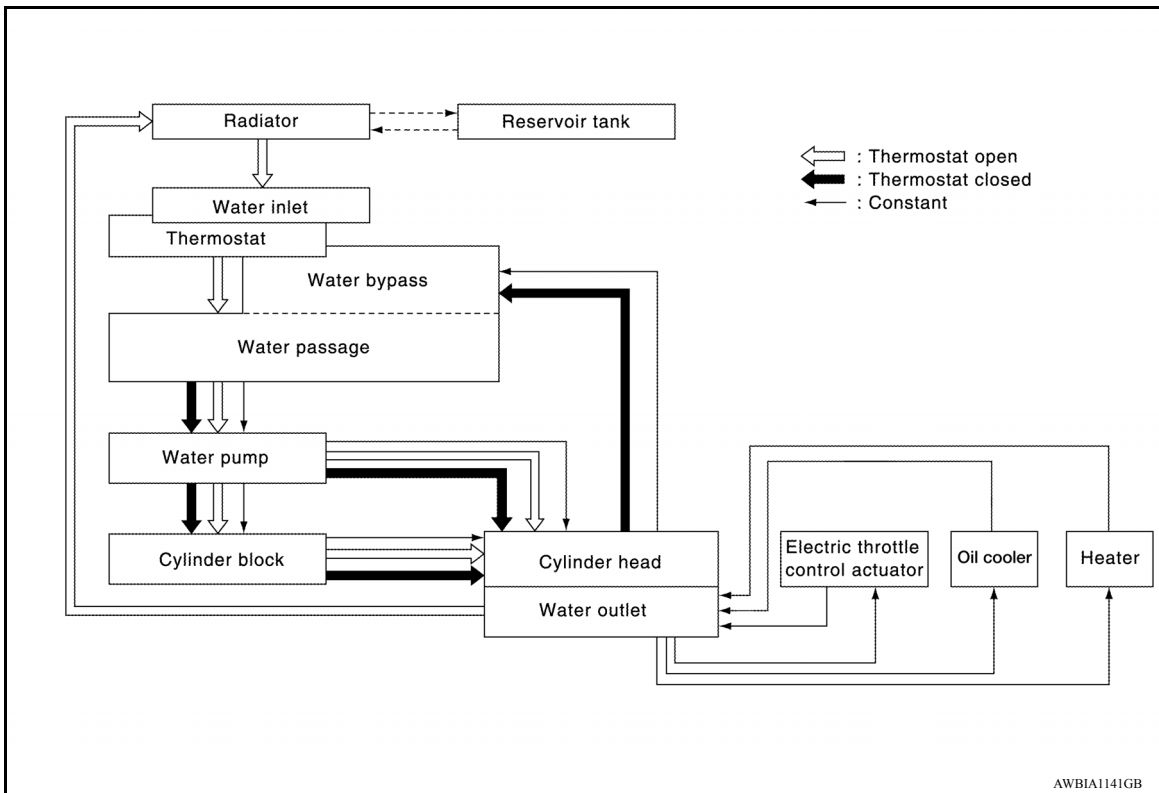 Radiator
Reservoir tank
: Thermostat open
: Thermostat closed
: Constant
Water inlet
Thermostat
Water bypass
Water passage
Water pump
Cylinder block
Cylinder head
Water outlet
Electric throttle
control actuator
Oil cooler
Heater
AWBIA1141GB